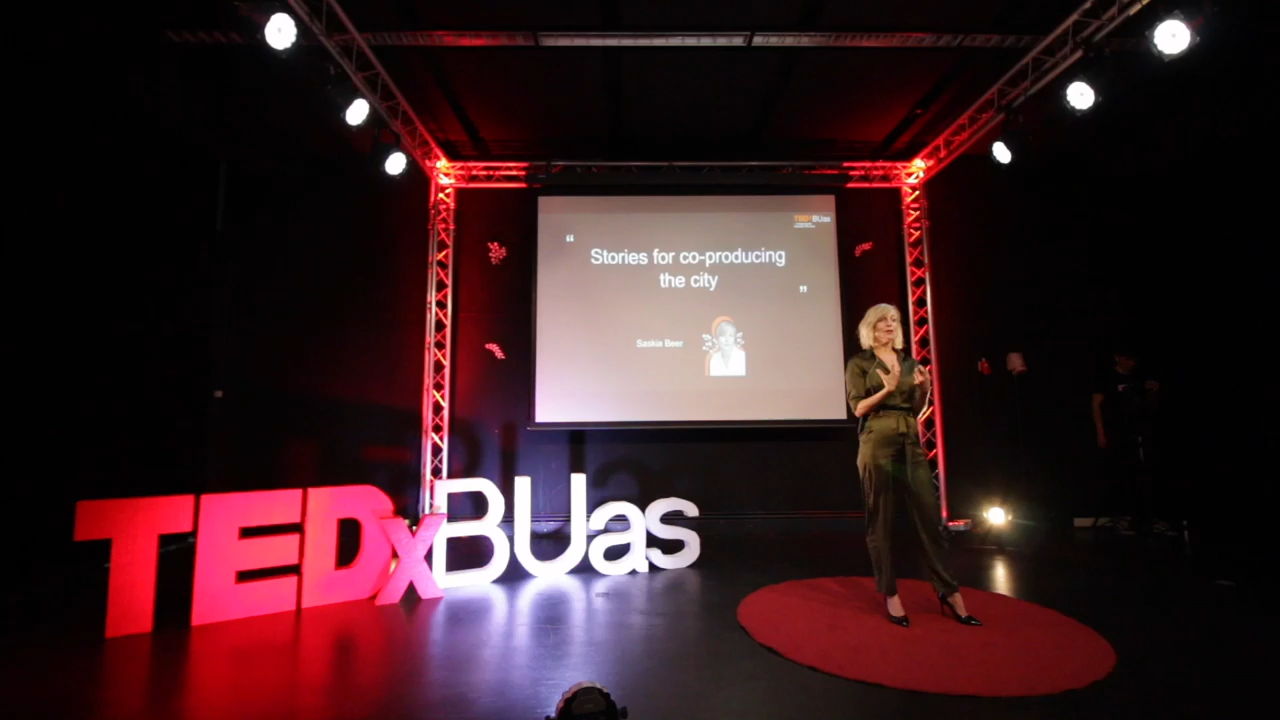 TEDxBUas
“
Stories for co-producing
the city
”
Saskia Beer
TEDxBUas